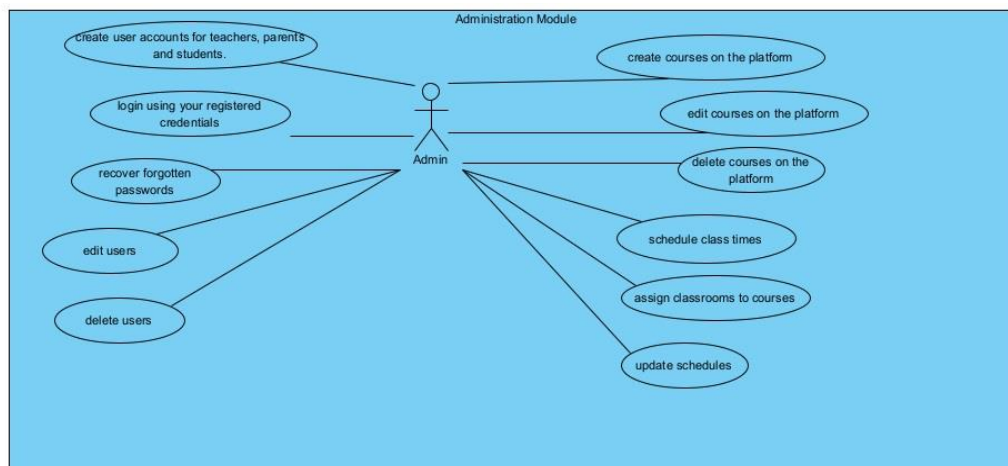 Administration Module
create user accounts for teachers, parents
and students.
login using your registered
credentials
recover forgotten
passwords
edit users
delete users
Admin
create courses on the platform
edit courses on the platform
delete courses on the
platform
schedule class times
assign classrooms to courses
update schedules